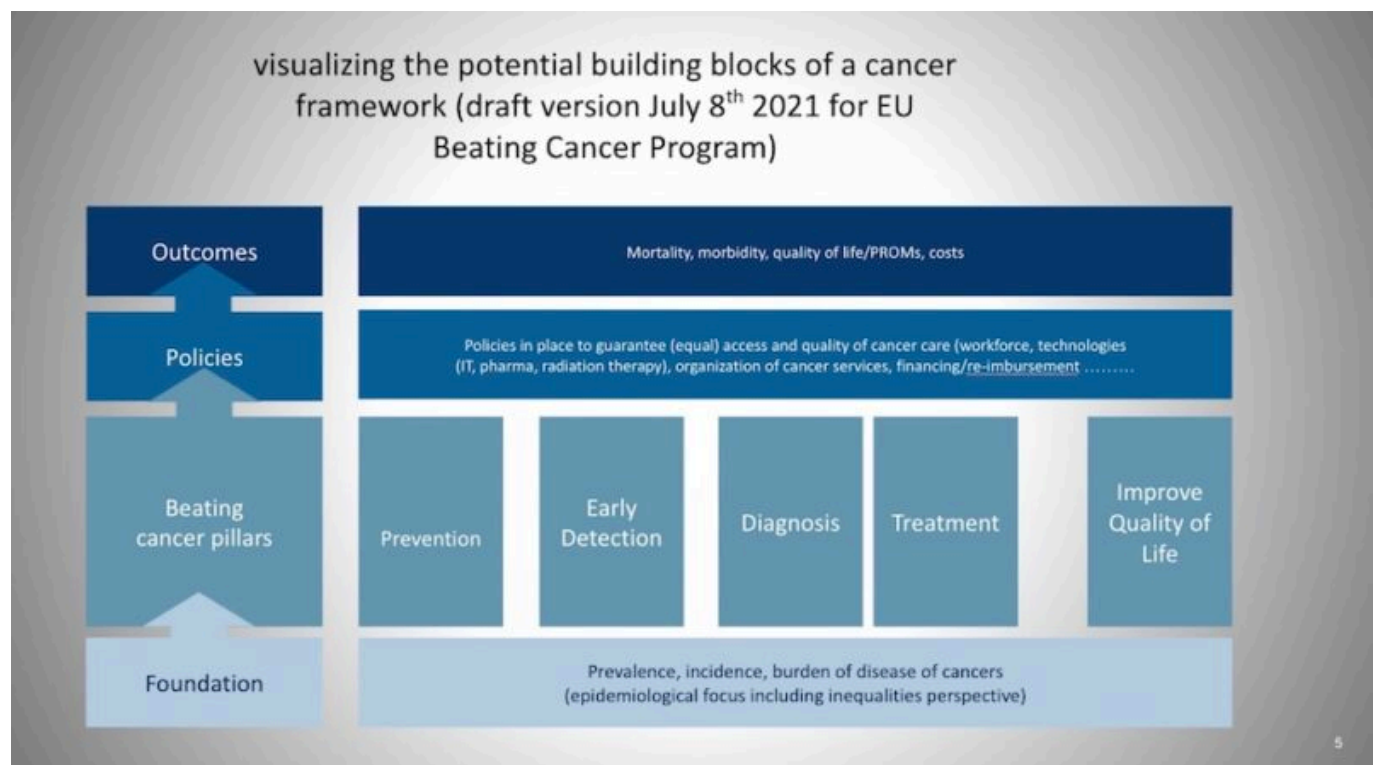 visualizing the potential building blocks of a cancer
framework (draft version July 8th 2021 for EU
Beating Cancer Program)
Outcomes
Mortality, morbidity, quality of life/PROMs, costs
Policies
Policies in place to guarantee (equal) access and quality of cancer care (workforce, technologies
(IT, pharma, radiation therapy), organization of cancer services, financing/re-imbursement .........
Beating
cancer pillars
Prevention
Early
Detection
Diagnosis
Treatment
Improve
Quality of
Life
Foundation
Prevalence, incidence, burden of disease of cancers
(epidemiological focus including inequalities perspective)
5